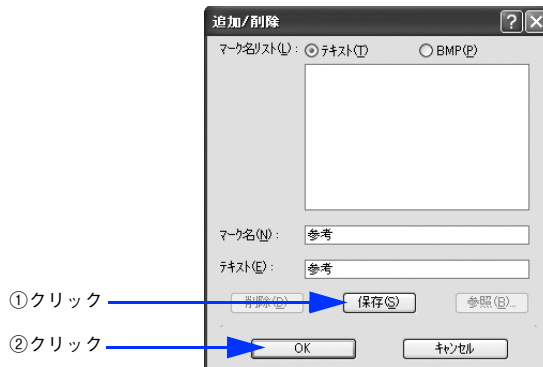 追加/削除
マーク名リスト(L): テキスト(T) BMP(P)
マーク名(N): 参考
テキスト(E): 参考
①クリック 削除(D) 保存(S) 参照(B)...
②クリック OK キャンセル